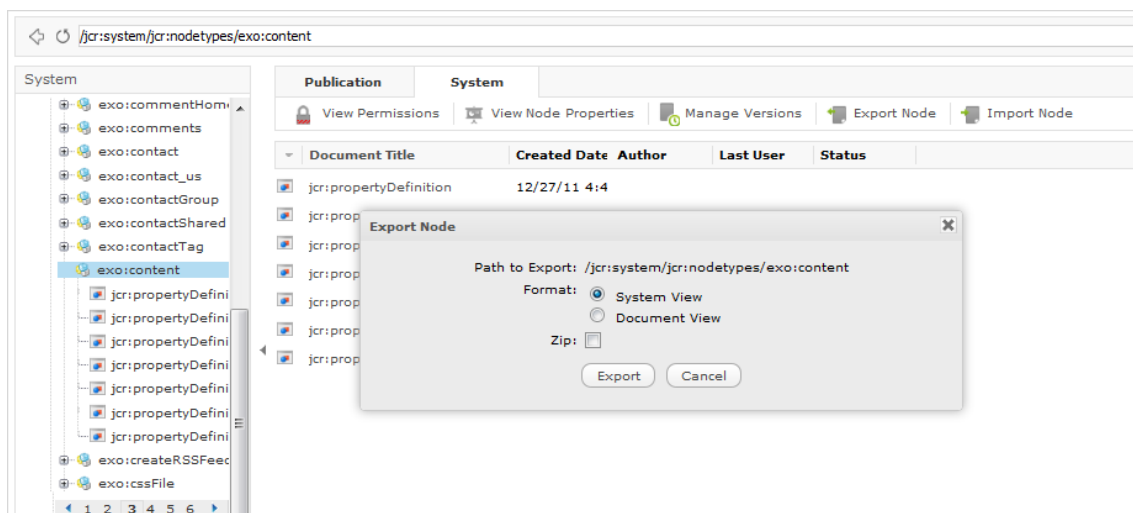 /jcr:system/jcr:nodetypes/exo:content
System
exo:commentHom
exo:comments
exo:contact
exo:contact_us
exo:contactGroup
exo:contactShared
exo:contactTag
exo:content
jcr:propertyDefini
jcr:propertyDefini
jcr:propertyDefini
jcr:propertyDefini
jcr:propertyDefini
jcr:propertyDefini
jcr:propertyDefini
exo:createRSSFeed
exo:cssFile
1 2 3 4 5 6
Publication System
View Permissions View Node Properties Manage Versions Export Node Import Node
Document Title Created Date Author Last User Status
jcr:propertyDefinition 12/27/11 4:4
jcr:prop
jcr:prop
jcr:prop
jcr:prop
jcr:prop
jcr:prop
Export Node
Path to Export: /jcr:system/jcr:nodetypes/exo:content
Format: System View
Document View
Zip:
Export Cancel